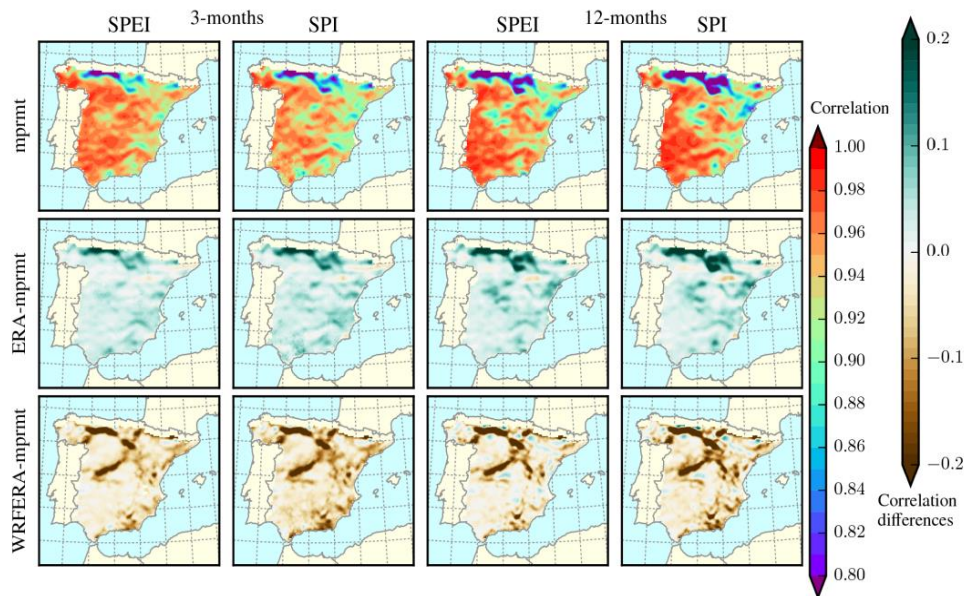 3-months
12-months
SPEI
SPI
SPEI
SPI
mprmt
ERA-mprmt
WRFERA-mprmt
Correlation
1.00
0.98
0.96
0.94
0.92
0.90
0.88
0.86
0.84
0.82
0.80
0.2
0.1
0.0
−0.1
−0.2
Correlation
differences